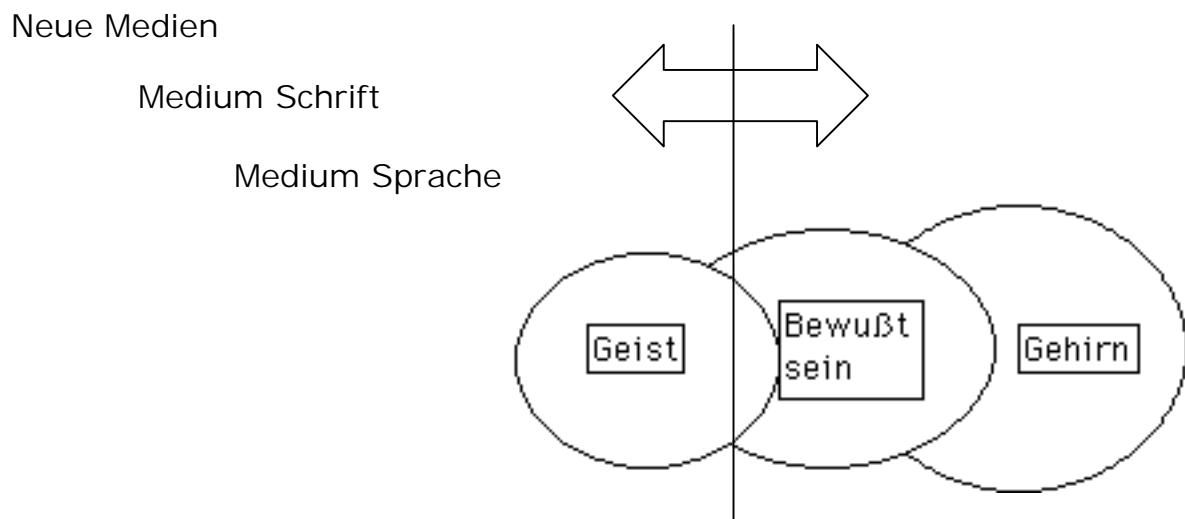 Neue Medien
Medium Schrift
Medium Sprache
Geist
Bewußt
sein
Gehirn